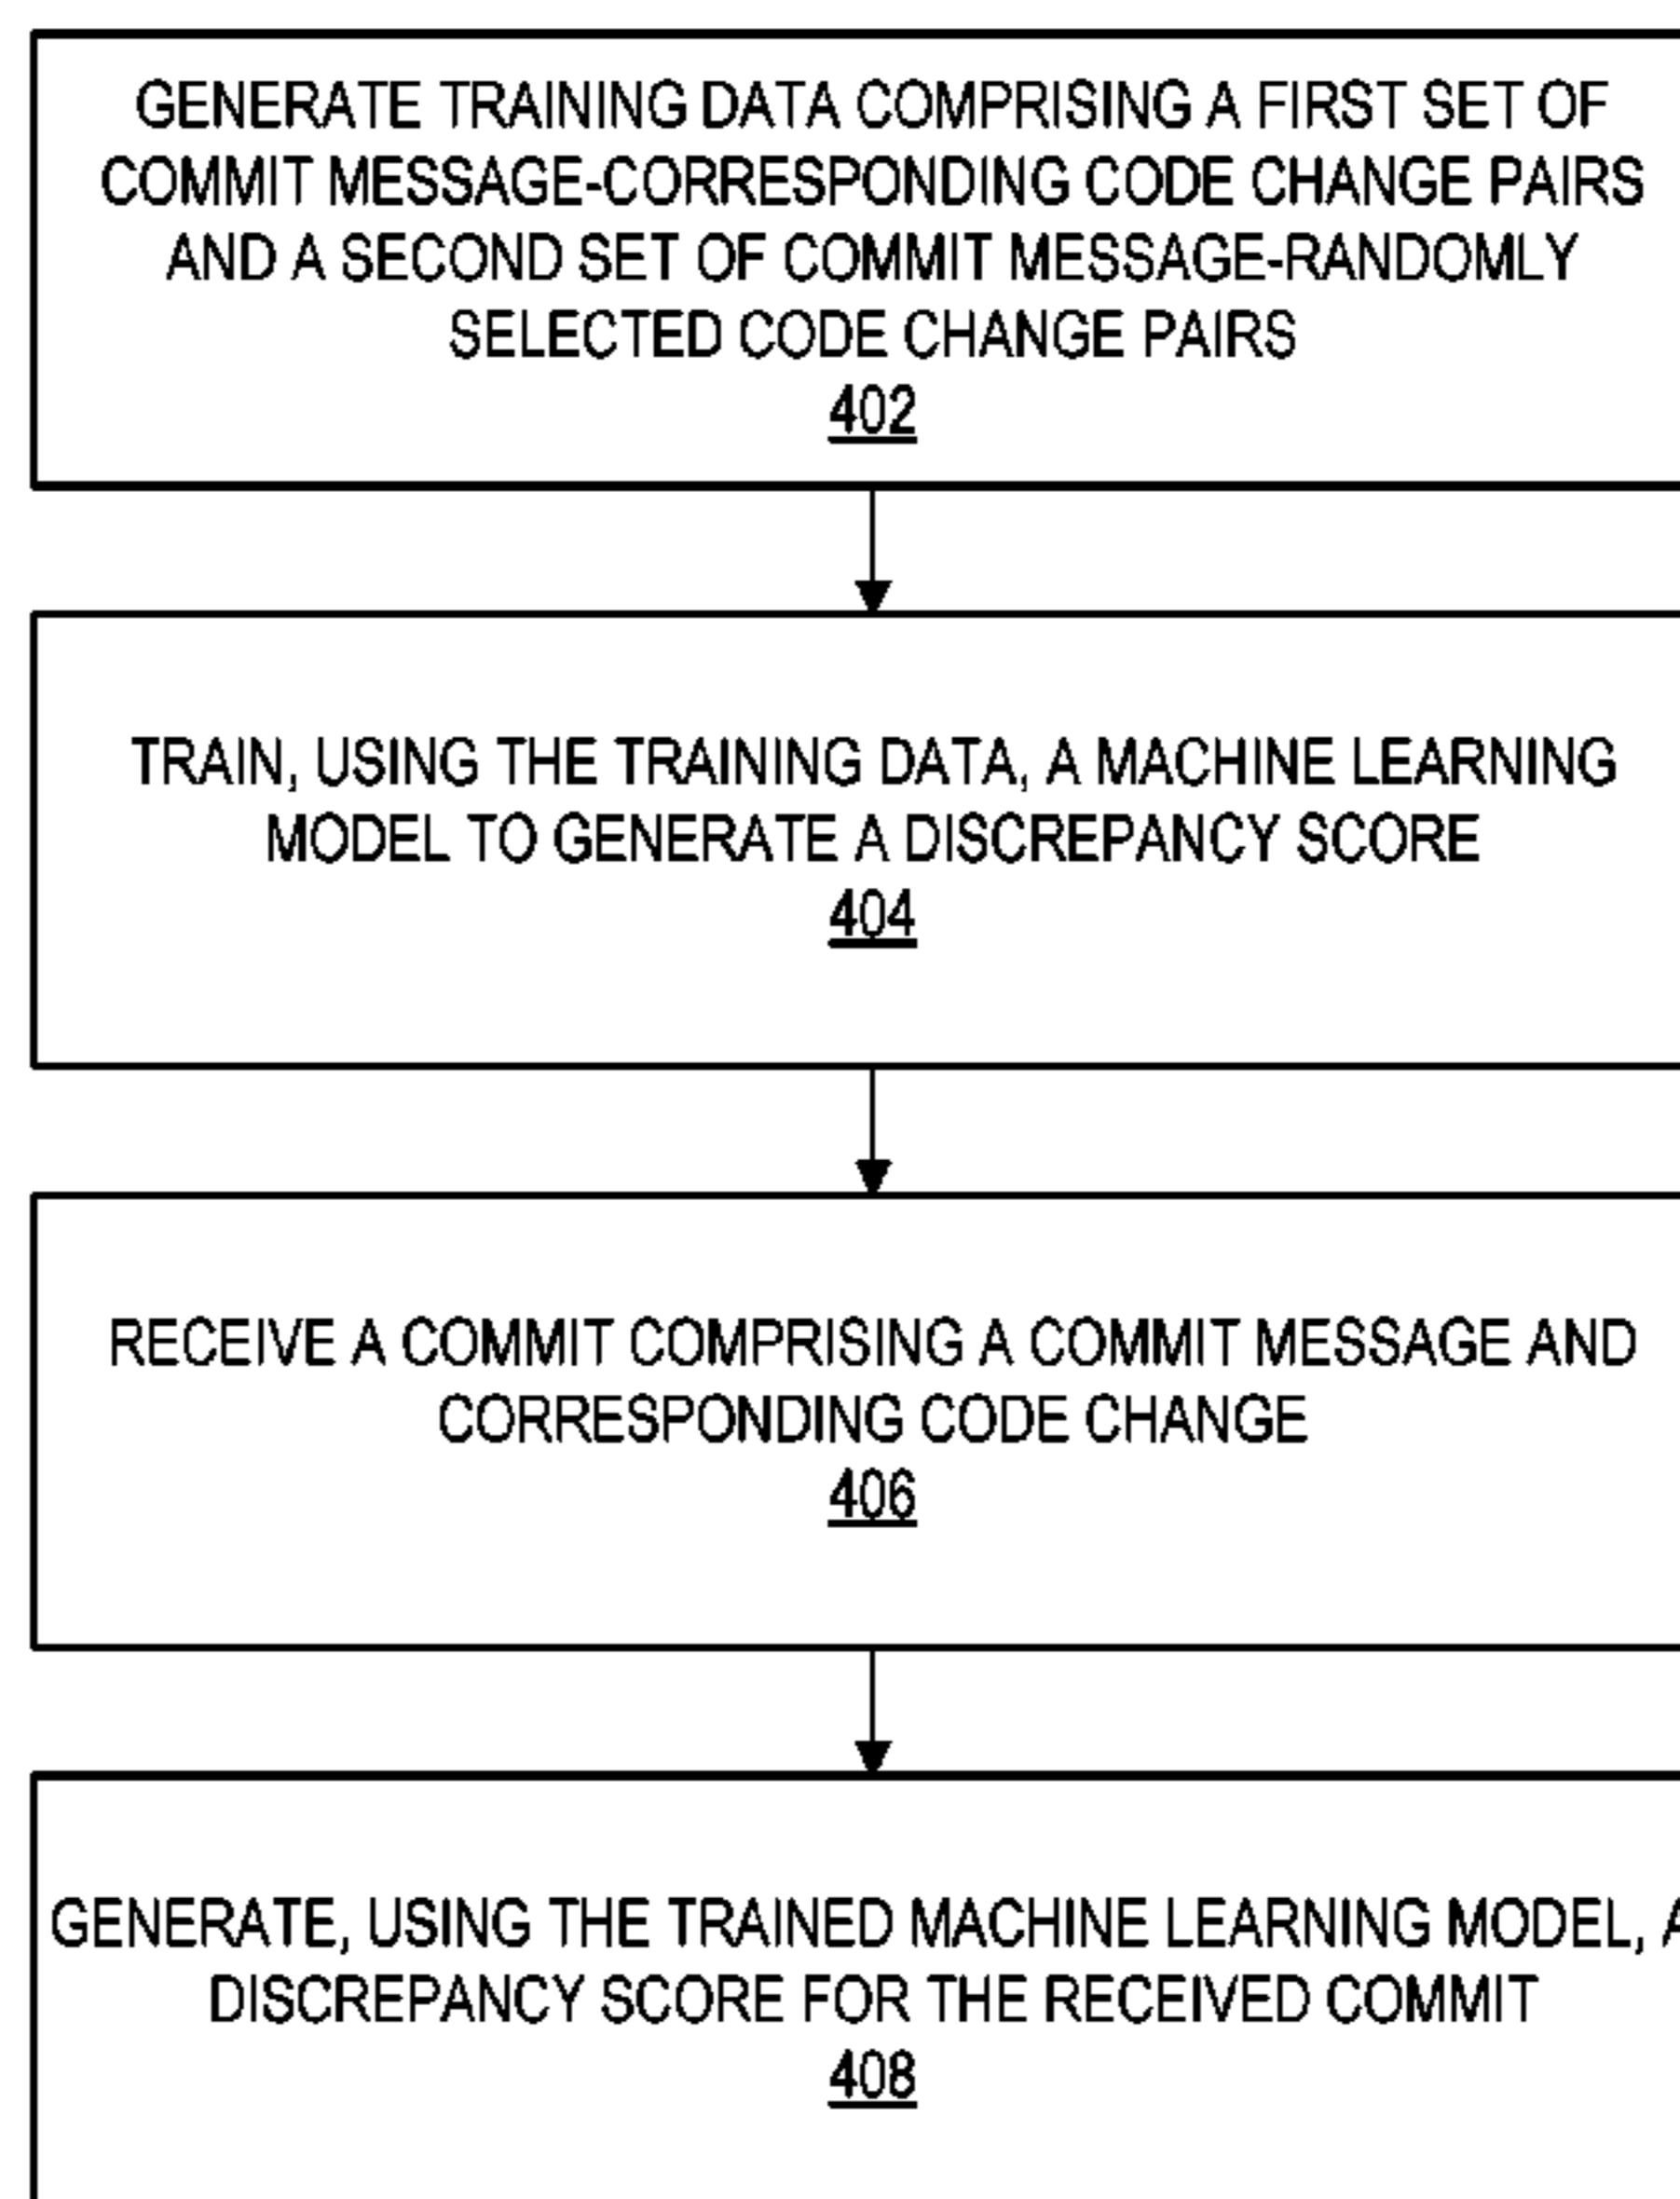 GENERATE TRAINING DATA COMPRISING A FIRST SET OF
COMMIT MESSAGE-CORRESPONDING CODE CHANGE PAIRS
AND A SECOND SET OF COMMIT MESSAGE-RANDOMLY
SELECTED CODE CHANGE PAIRS
402
TRAIN, USING THE TRAINING DATA, A MACHINE LEARNING
MODEL TO GENERATE A DISCREPANCY SCORE
404
RECEIVE A COMMIT COMPRISING A COMMIT MESSAGE AND
CORRESPONDING CODE CHANGE
406
GENERATE, USING THE TRAINED MACHINE LEARNING MODEL, A
DISCREPANCY SCORE FOR THE RECEIVED COMMIT
408